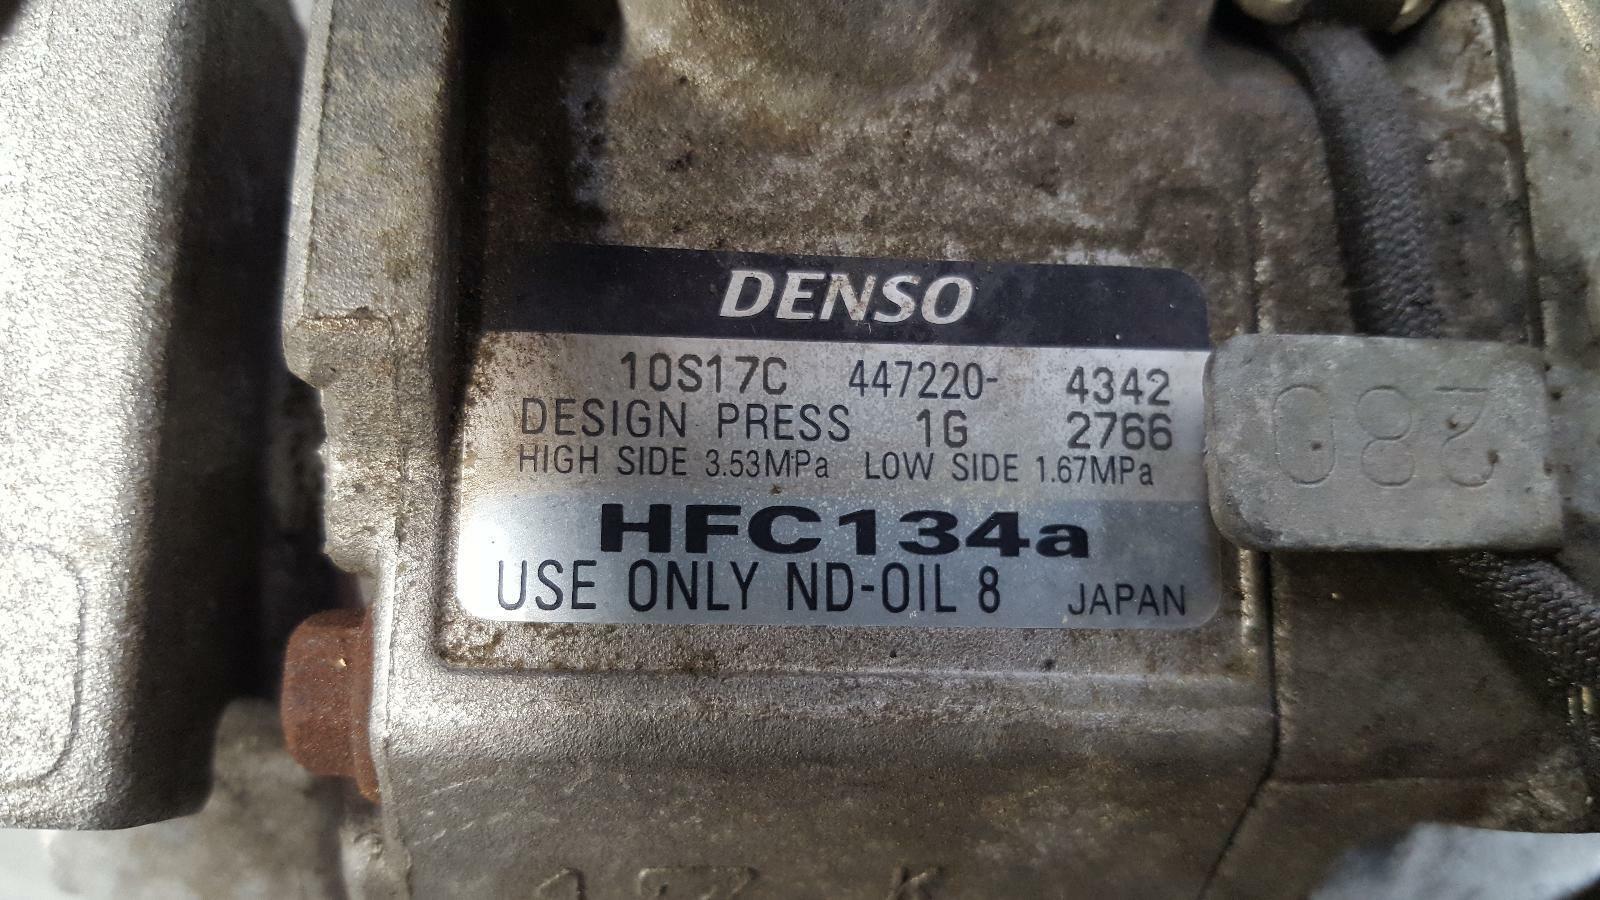 DENSO
10S17C 447220- 4342
DESIGN PRESS 1G 2766
HIGH SIDE 3.53MPa LOW SIDE 1.67MPa
HFC134a
USE ONLY ND-OIL 8 JAPAN
280